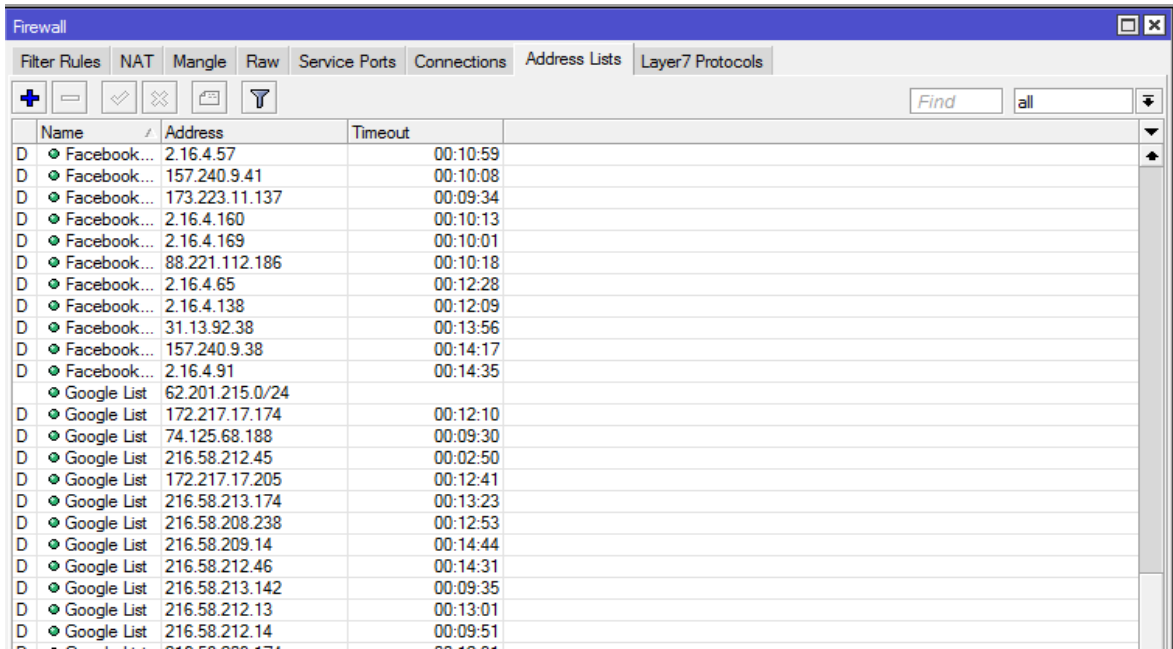 Firewall
Filter Rules NAT Mangle Raw Service Ports Connections Address Lists Layer7 Protocols
Find all
Name Address Timeout
D Facebook... 2.16.4.57 00:10:59
D Facebook... 157.240.9.41 00:10:08
D Facebook... 173.223.11.137 00:09:34
D Facebook... 2.16.4.160 00:10:13
D Facebook... 2.16.4.169 00:10:01
D Facebook... 88.221.112.186 00:10:18
D Facebook... 2.16.4.65 00:12:28
D Facebook... 2.16.4.138 00:12:09
D Facebook... 31.13.92.38 00:13:56
D Facebook... 157.240.9.38 00:14:17
D Facebook... 2.16.4.91 00:14:35
Google List 62.201.215.0/24
D Google List 172.217.17.174 00:12:10
D Google List 74.125.68.188 00:09:30
D Google List 216.58.212.45 00:02:50
D Google List 172.217.17.205 00:12:41
D Google List 216.58.213.174 00:13:23
D Google List 216.58.208.238 00:12:53
D Google List 216.58.209.14 00:14:44
D Google List 216.58.212.46 00:14:31
D Google List 216.58.213.142 00:09:35
D Google List 216.58.212.13 00:13:01
D Google List 216.58.212.14 00:09:51